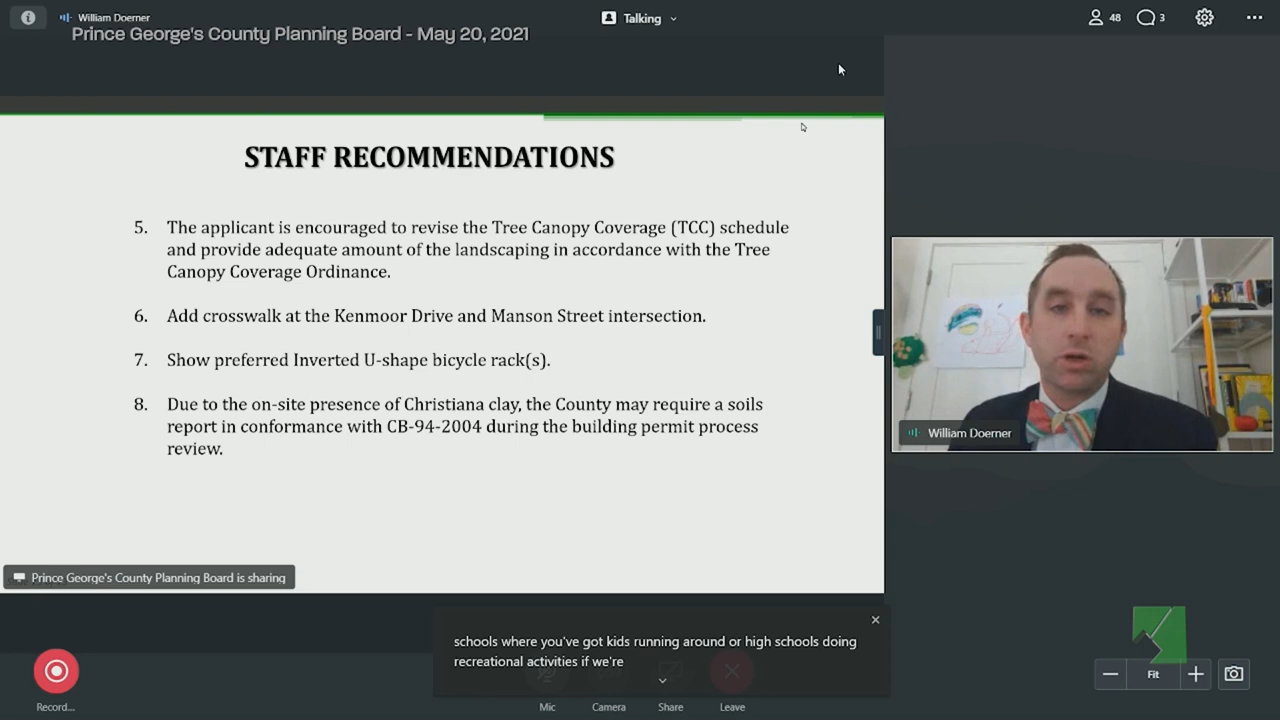 William Doerner
Talking
48
3
Prince George's County Planning Board - May 20, 2021
STAFF RECOMMENDATIONS
5. The applicant is encouraged to revise the Tree Canopy Coverage (TCC) schedule
and provide adequate amount of the landscaping in accordance with the Tree
Canopy Coverage Ordinance.
6. Add crosswalk at the Kenmoor Drive and Manson Street intersection.
7. Show preferred Inverted U-shape bicycle rack(s).
8. Due to the on-site presence of Christiana clay, the County may require a soils
report in conformance with CB-94-2004 during the building permit process
review.
William Doerner
Prince George's County Planning Board is sharing
schools where you've got kids running around or high schools doing
recreational activities if we're
Fit
Record...
Mic
Camera
Share
Leave